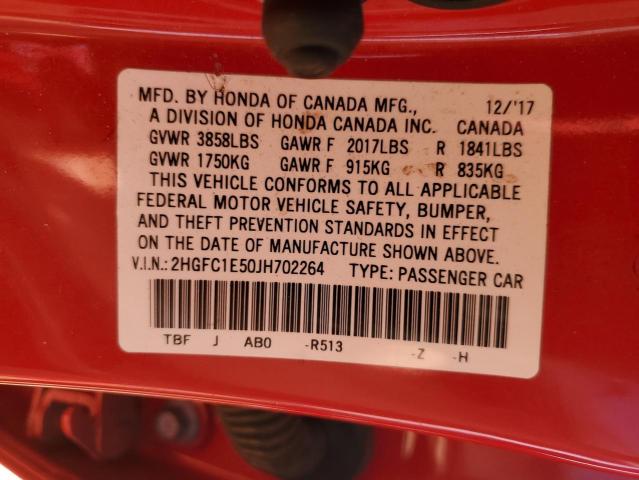 MFD. BY HONDA OF CANADA MFG., 12/'17
A DIVISION OF HONDA CANADA INC. CANADA
GVWR 3858LBS GAWR F 2017LBS R 1841LBS
GVWR 1750KG GAWR F 915KG R 835KG
THIS VEHICLE CONFORMS TO ALL APPLICABLE
FEDERAL MOTOR VEHICLE SAFETY, BUMPER,
AND THEFT PREVENTION STANDARDS IN EFFECT
ON THE DATE OF MANUFACTURE SHOWN ABOVE.
V.I.N.: 2HGFC1E50JH702264 TYPE: PASSENGER CAR
TBF J AB0 -R513 -Z -H